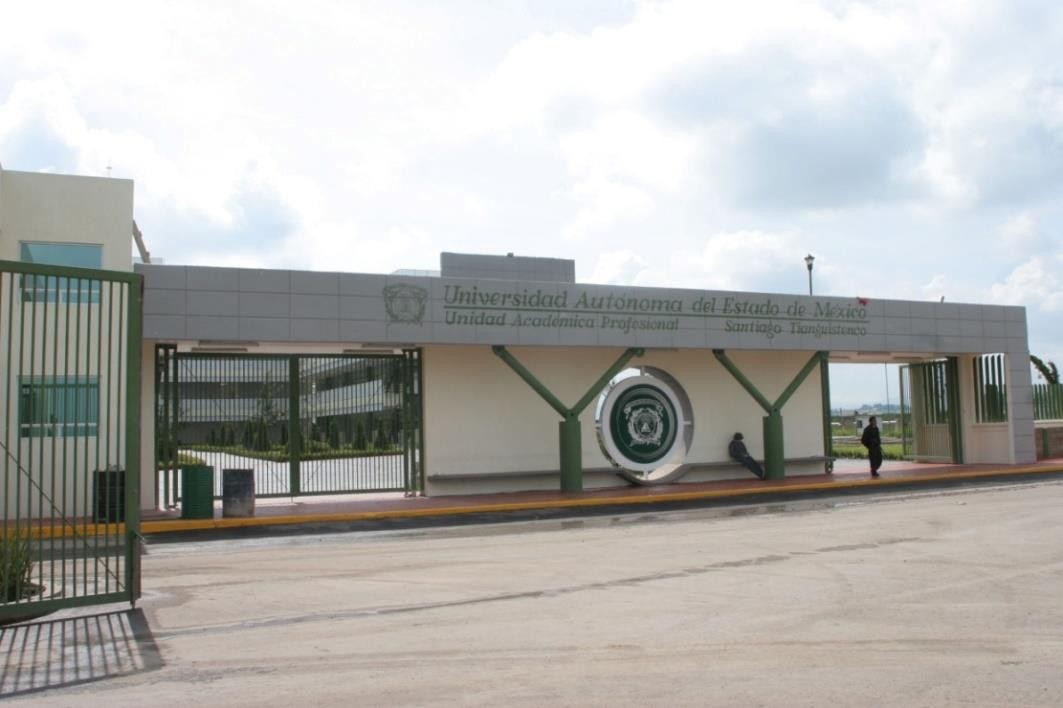 Universidad Autónoma del Estado de México
Unidad Académica Profesional Santiago Tianguistenco